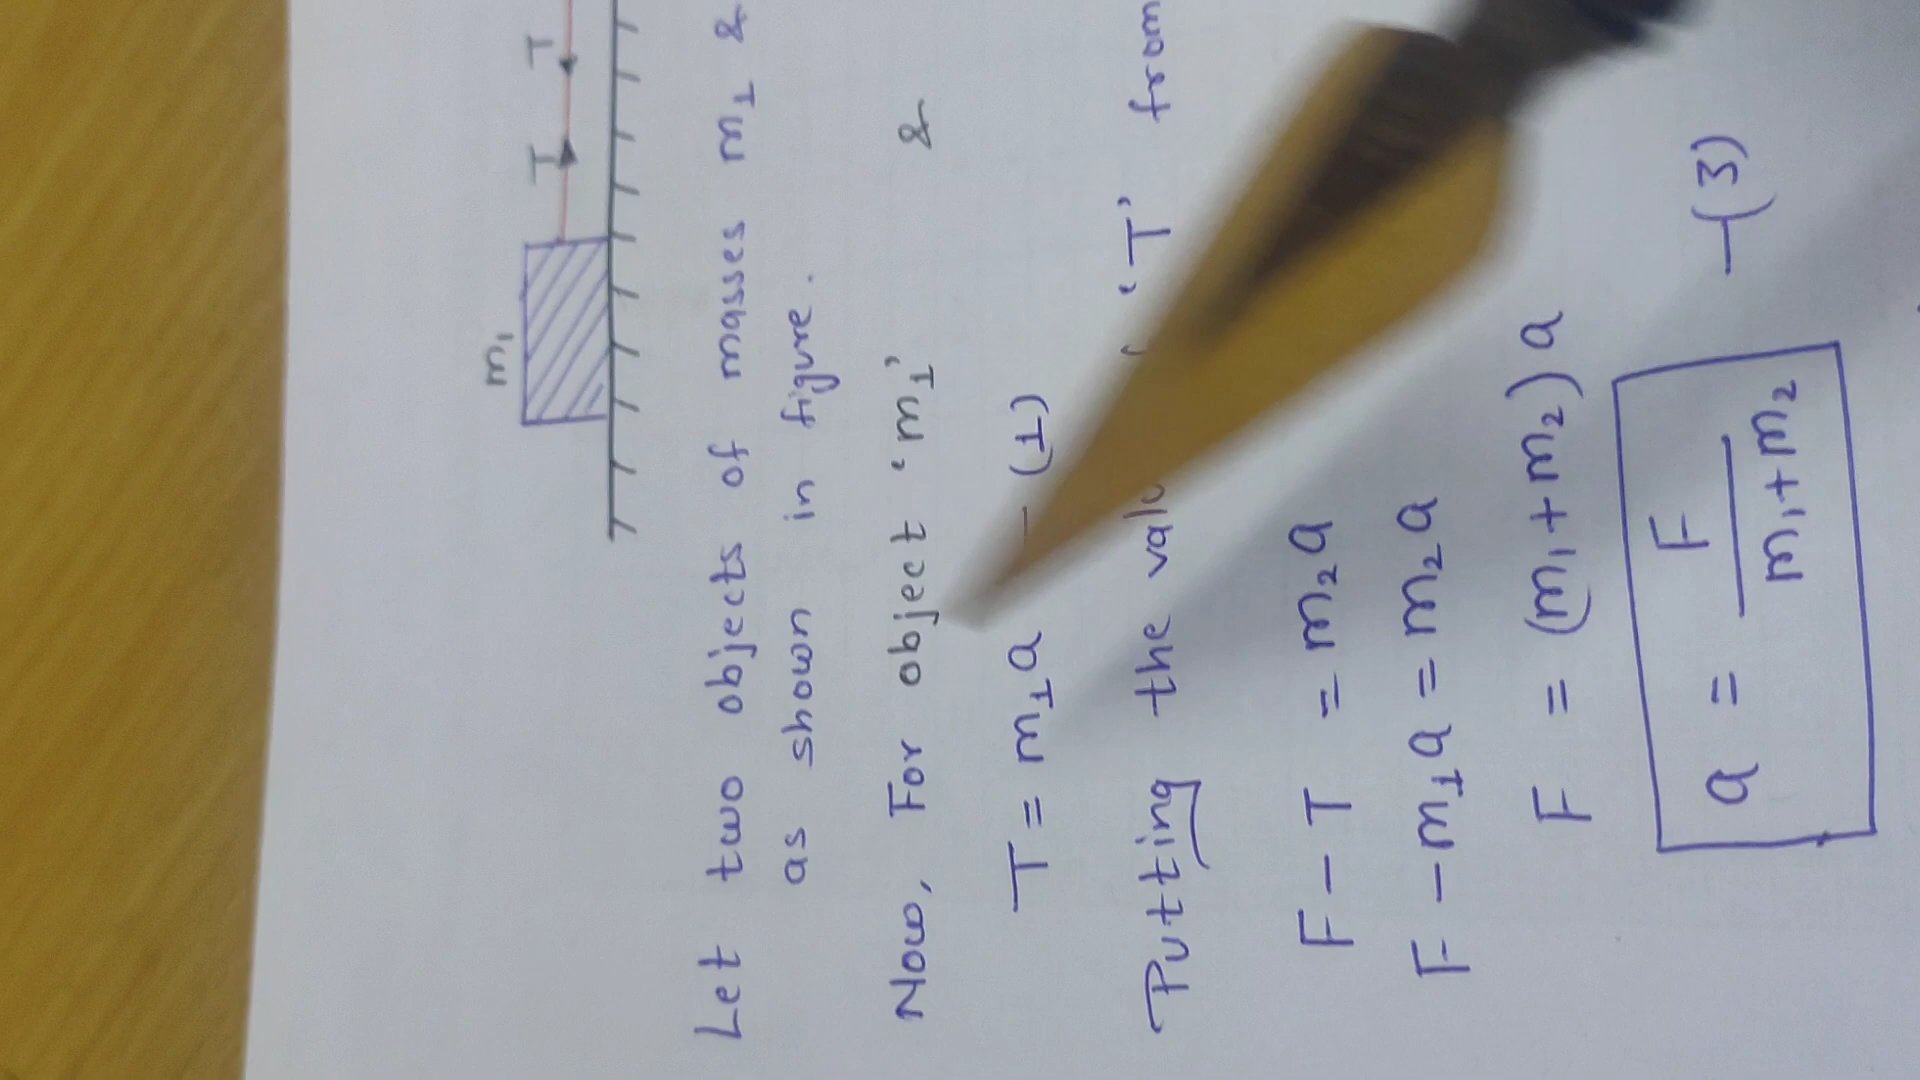 m₁
T T
Let two objects of masses m₁ &
as shown in figure.
Now, For object 'm₁' &
T = m₁a - (1)
Putting the 'T' from
F - T = m₂a
F - m₁a = m₂a
F = (m₁+m₂)a
a = F / m₁+m₂ -(3)